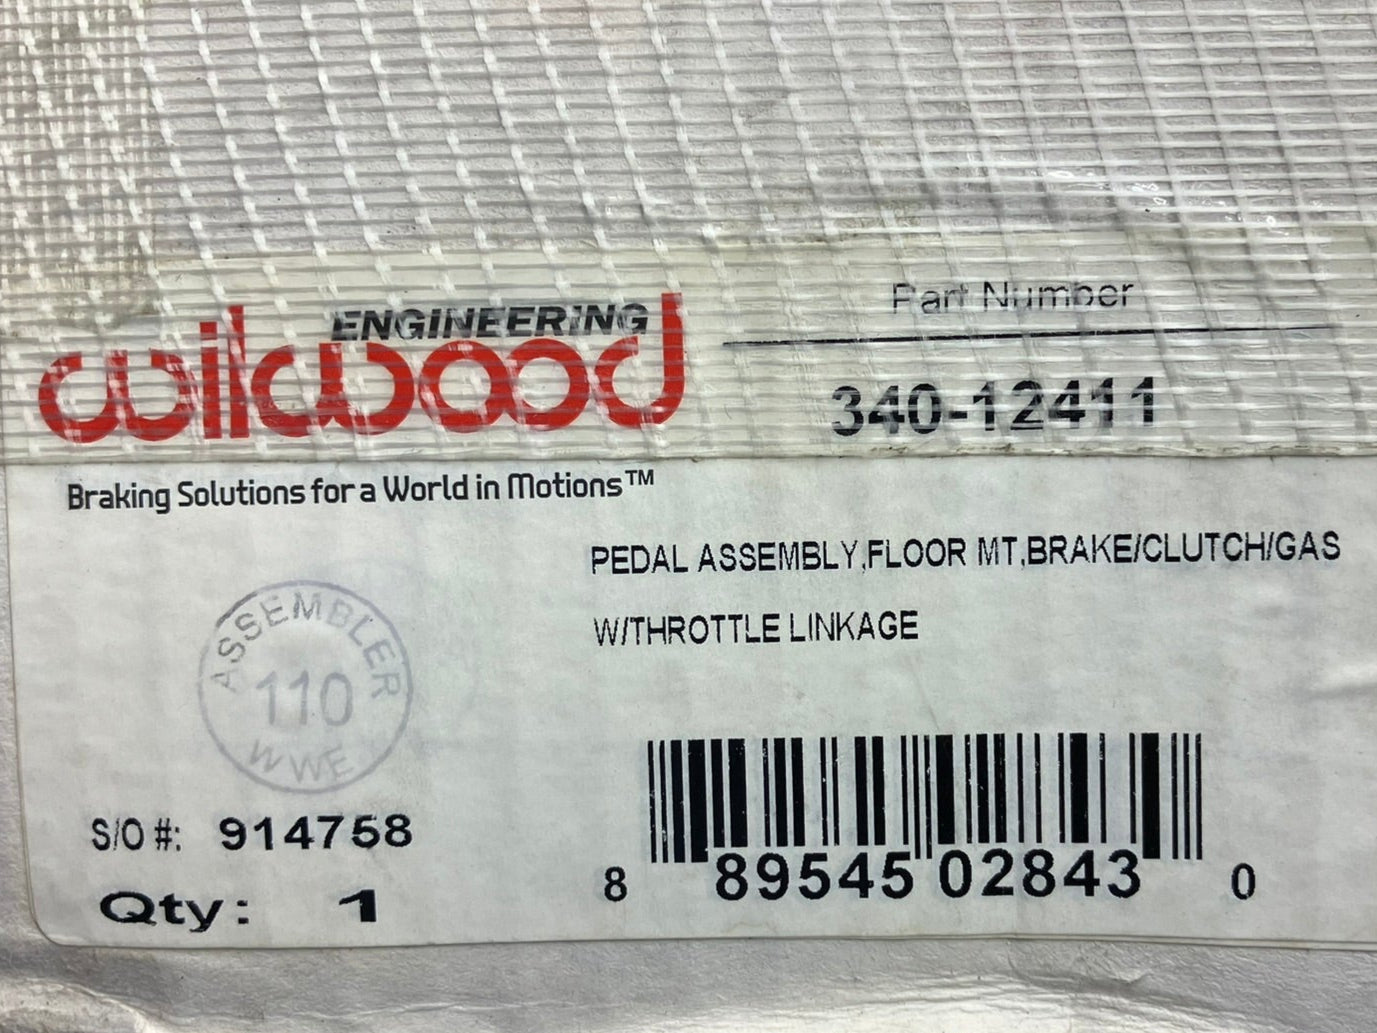 ENGINEERING
wilwood
Braking Solutions for a World in Motions™
Part Number
340-12411
PEDAL ASSEMBLY,FLOOR MT,BRAKE/CLUTCH/GAS
W/THROTTLE LINKAGE
ASSEMBLER
110
WWE
S/O #: 914758
Qty: 1
8 89545 02843 0